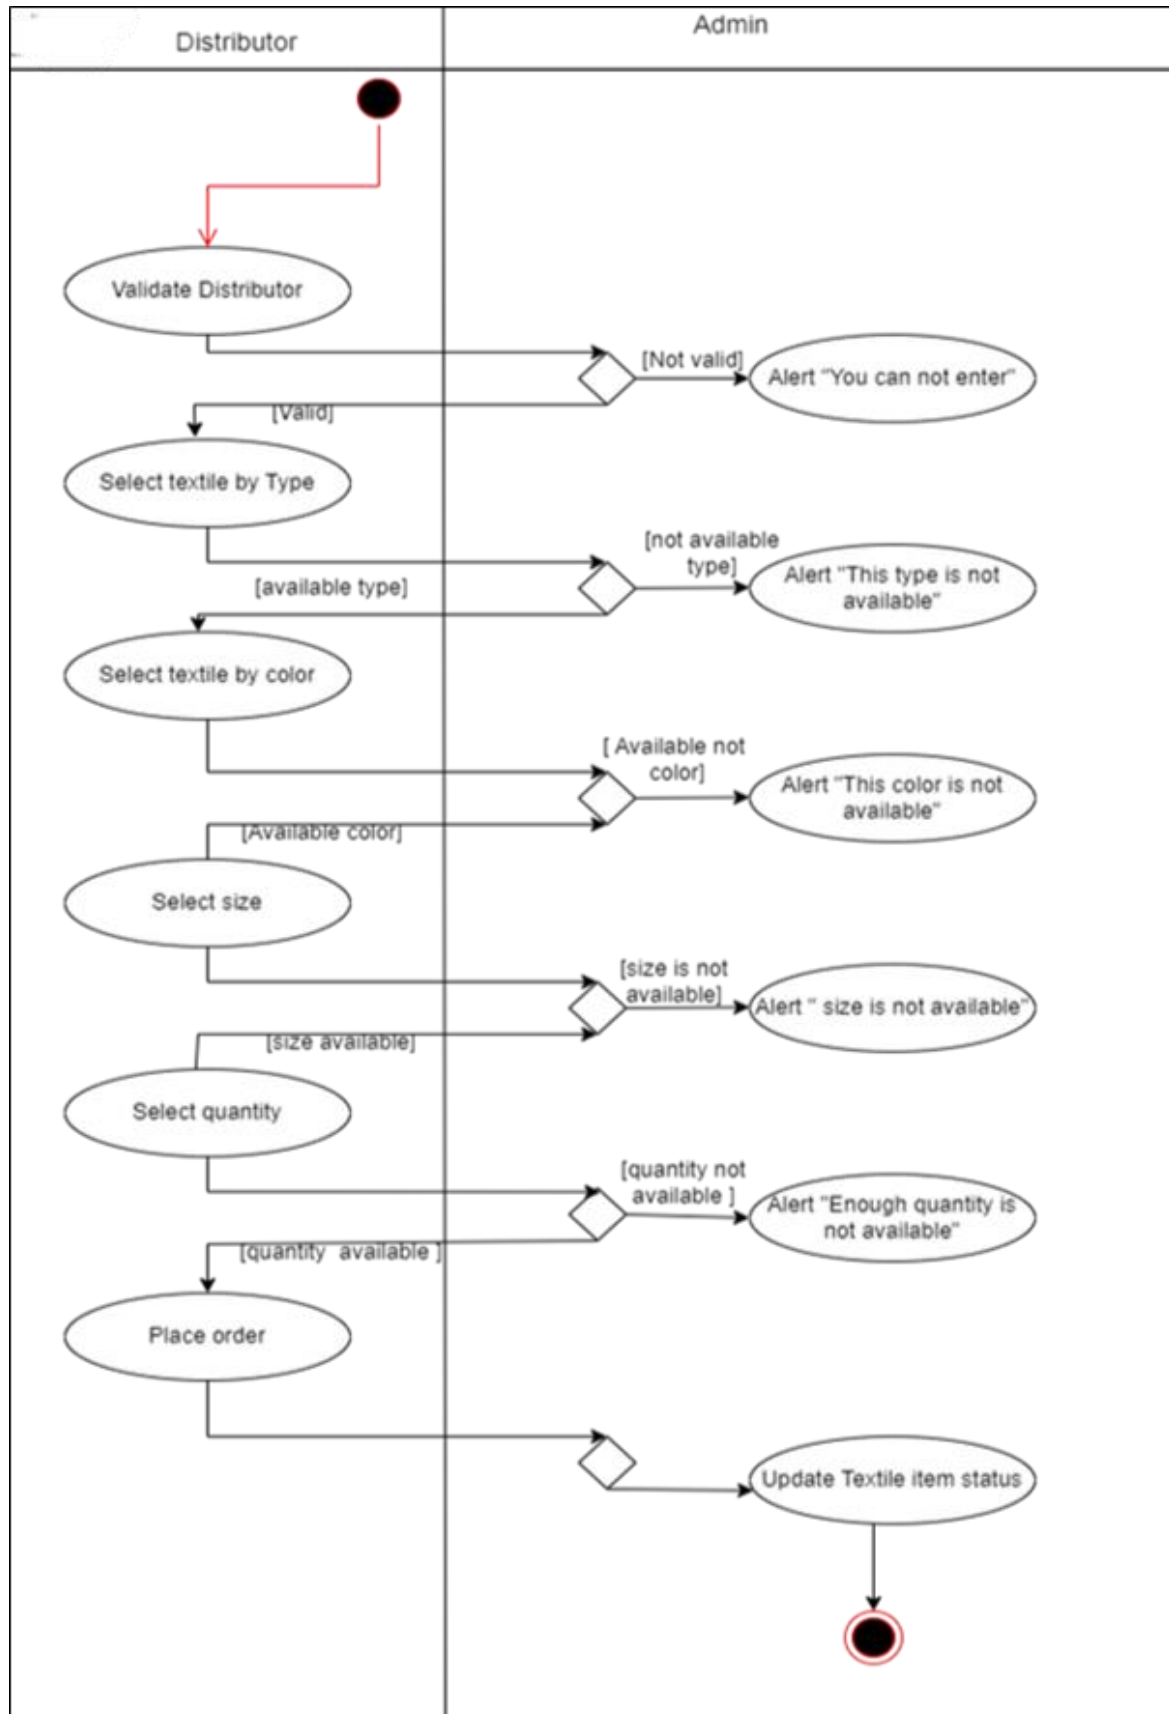 Distributor
Admin
Validate Distributor
[Not valid]
Alert "You can not enter"
[Valid]
Select textile by Type
[not available
type]
Alert "This type is not
available"
[available type]
Select textile by color
[ Available not
color]
Alert "This color is not
available"
[Available color]
Select size
[size is not
available]
Alert " size is not available"
[size available]
Select quantity
[quantity not
available ]
Alert "Enough quantity is
not available"
[quantity  available ]
Place order
Update Textile item status